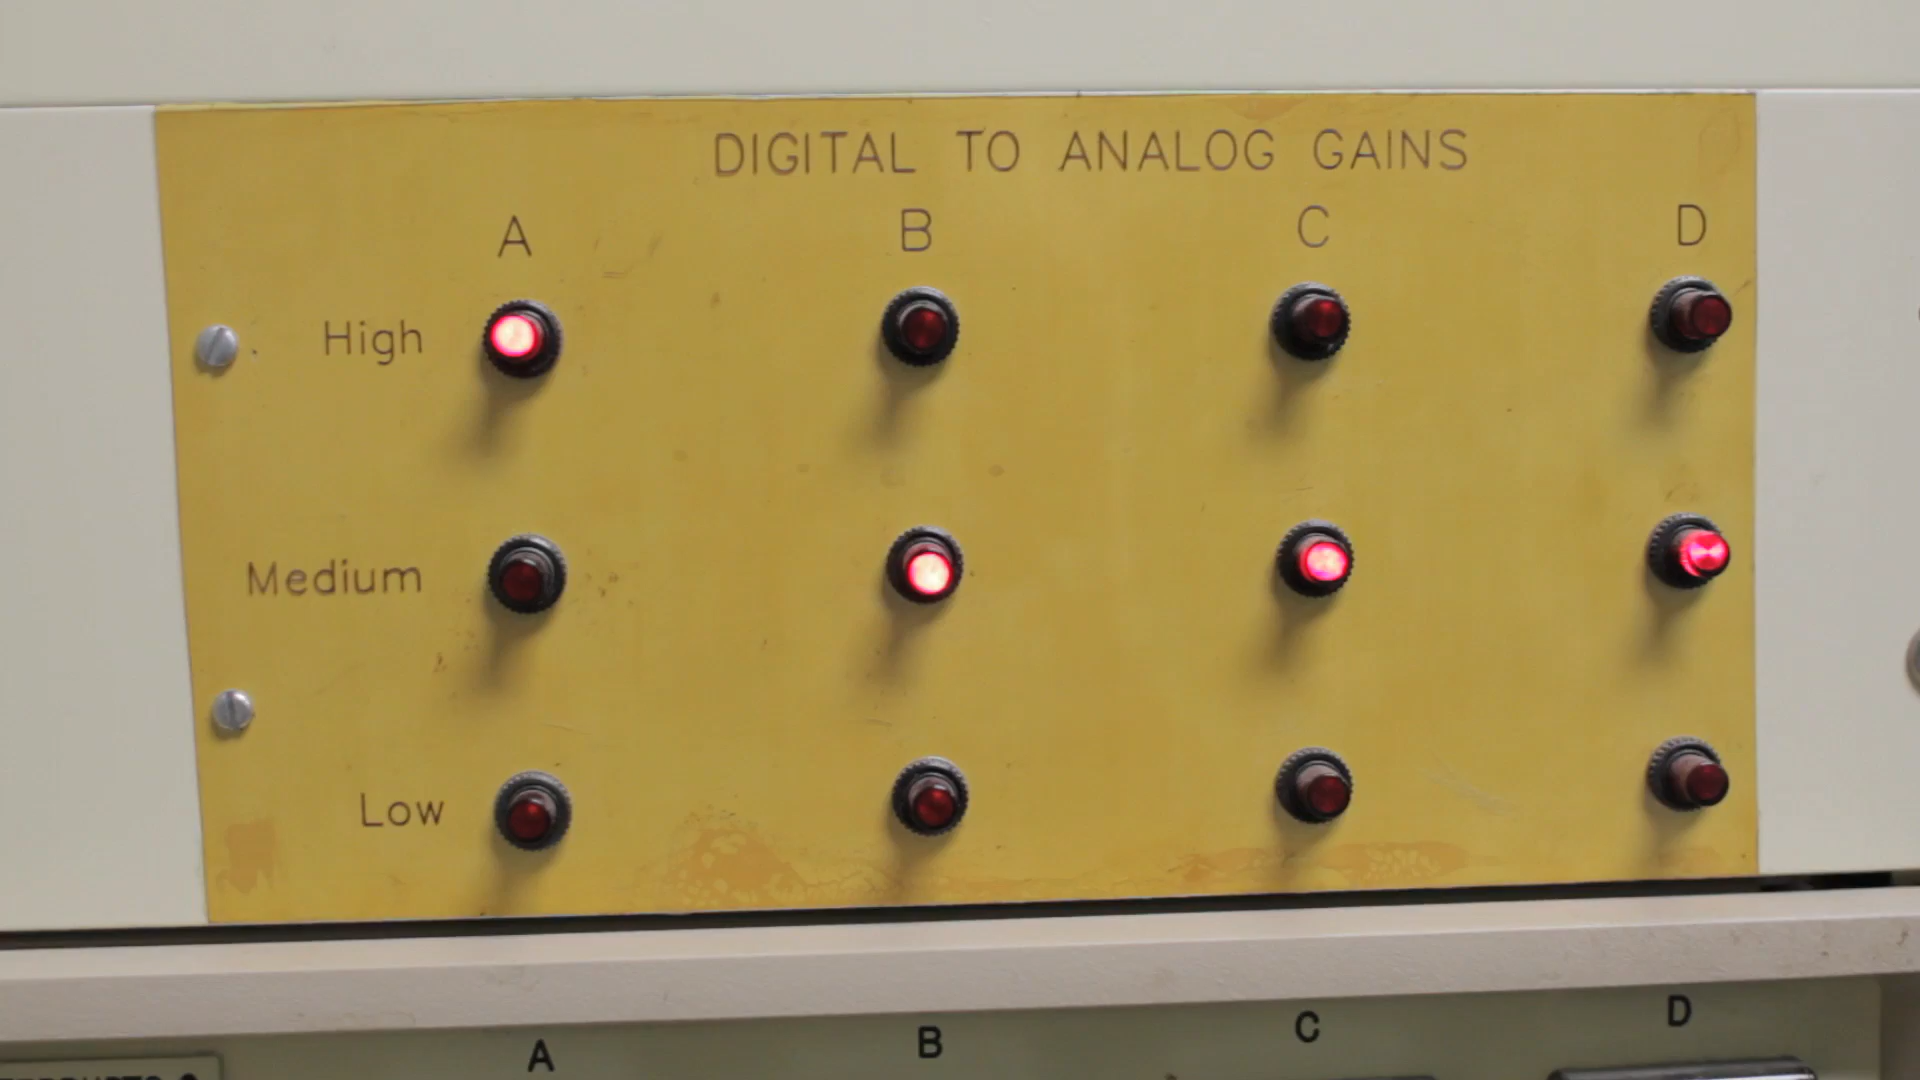 DIGITAL TO ANALOG GAINS
A B C D
High
Medium
Low
A B C D